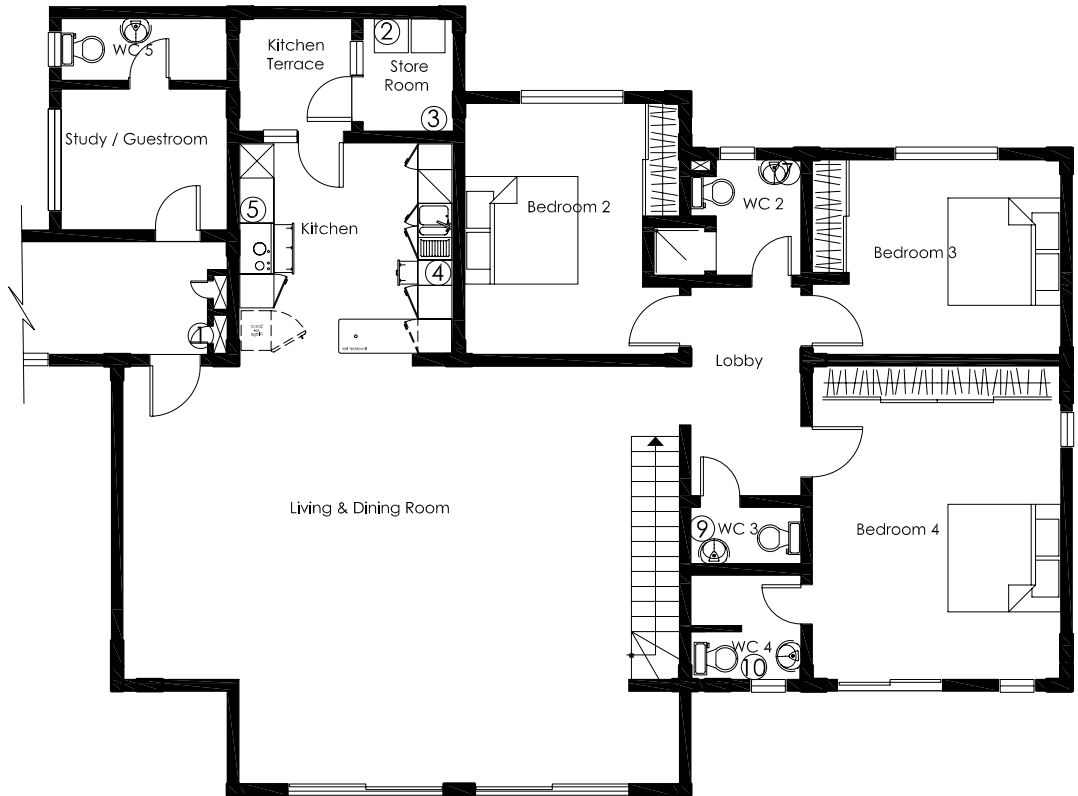 WC 5
Kitchen
Terrace
2
Store
Room
3
Study / Guestroom
5
Kitchen
4
Bedroom 2
7
WC 2
Bedroom 3
Lobby
Living & Dining Room
9
WC 3
Bedroom 4
WC 4
10